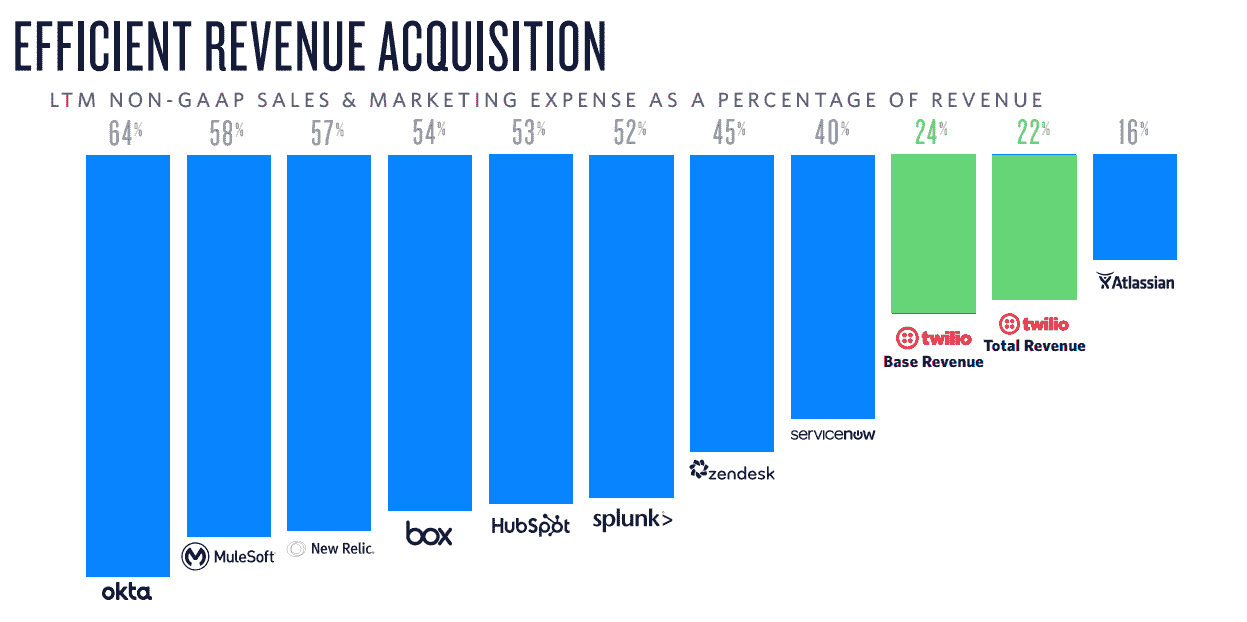 EFFICIENT REVENUE ACQUISITION
LTM NON-GAAP SALES & MARKETING EXPENSE AS A PERCENTAGE OF REVENUE
64% 58% 57% 54% 53% 52% 45% 40% 24% 22% 16%
Atlassian
twilio
Total Revenue
twilio
Base Revenue
servicenow
zendesk
splunk>
HubSpot
box
New Relic.
MuleSoft
okta